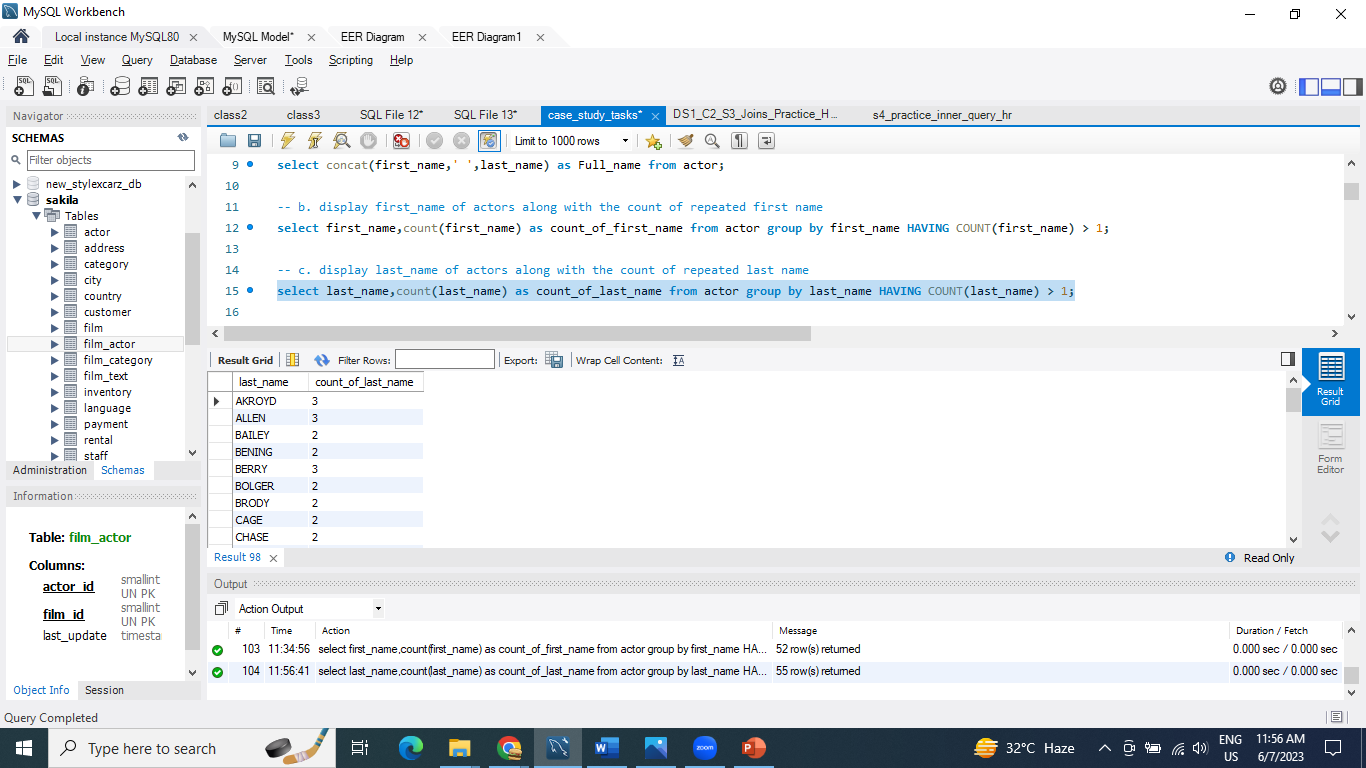 MySQL Workbench
Local instance MySQL80 MySQL Model* EER Diagram EER Diagram1
File Edit View Query Database Server Tools Scripting Help
Navigator
SCHEMAS
Filter objects
new_stylexcarz_db
sakila
Tables
actor
address
category
city
country
customer
film
film_actor
film_category
film_text
inventory
language
payment
rental
staff
Administration Schemas
Information
Table: film_actor
Columns:
actor_id smallint
UN PK
film_id smallint
UN PK
last_update timesta
Object Info Session
class2 class3 SQL File 12* SQL File 13* case_study_tasks* DS1_C2_S3_Joins_Practice_H... s4_practice_inner_query_hr
Limit to 1000 rows
9 select concat(first_name,' ',last_name) as Full_name from actor;
10
11 -- b. display first_name of actors along with the count of repeated first name
12 select first_name,count(first_name) as count_of_first_name from actor group by first_name HAVING COUNT(first_name) > 1;
13
14 -- c. display last_name of actors along with the count of repeated last name
15 select last_name,count(last_name) as count_of_last_name from actor group by last_name HAVING COUNT(last_name) > 1;
16
Result Grid Filter Rows: Export: Wrap Cell Content:
last_name count_of_last_name
AKROYD 3
ALLEN 3
BAILEY 2
BENING 2
BERRY 3
BOLGER 2
BRODY 2
CAGE 2
CHASE 2
Result
Grid
Form
Editor
Result 98 Read Only
Output
Action Output
# Time Action Message Duration / Fetch
103 11:34:56 select first_name,count(first_name) as count_of_first_name from actor group by first_name HA... 52 row(s) returned 0.000 sec / 0.000 sec
104 11:56:41 select last_name,count(last_name) as count_of_last_name from actor group by last_name HA... 55 row(s) returned 0.000 sec / 0.000 sec
Query Completed
Type here to search
32°C Haze
ENG
US
11:56 AM
6/7/2023